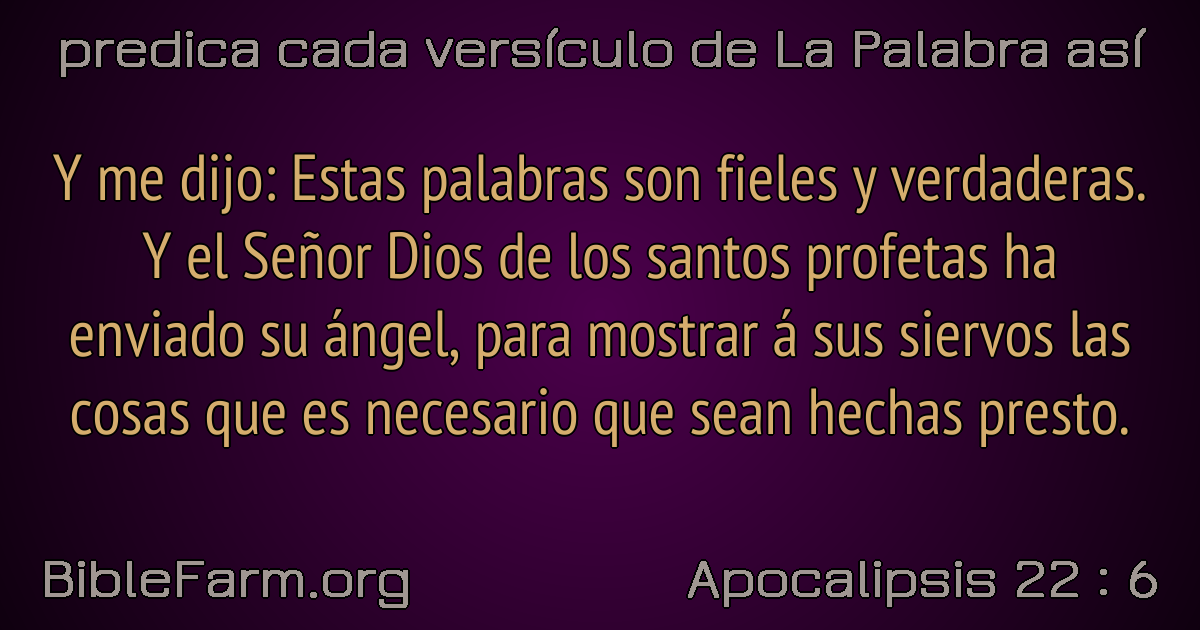 predica cada versículo de La Palabra así
Y me dijo: Estas palabras son fieles y verdaderas.
Y el Señor Dios de los santos profetas ha
enviado su ángel, para mostrar á sus siervos las
cosas que es necesario que sean hechas presto.
BibleFarm.org
Apocalipsis 22 : 6